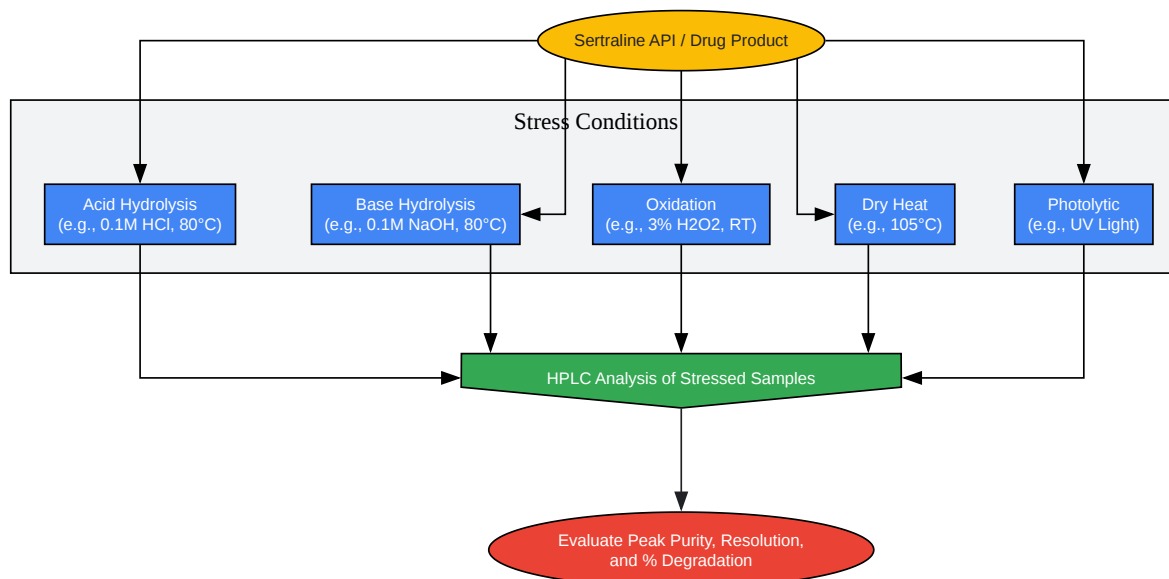 Sertraline API / Drug Product
Stress Conditions
Acid Hydrolysis
(e.g., 0.1M HCl, 80°C)
Base Hydrolysis
(e.g., 0.1M NaOH, 80°C)
Oxidation
(e.g., 3% H2O2, RT)
Dry Heat
(e.g., 105°C)
Photolytic
(e.g., UV Light)
HPLC Analysis of Stressed Samples
Evaluate Peak Purity, Resolution,
and % Degradation